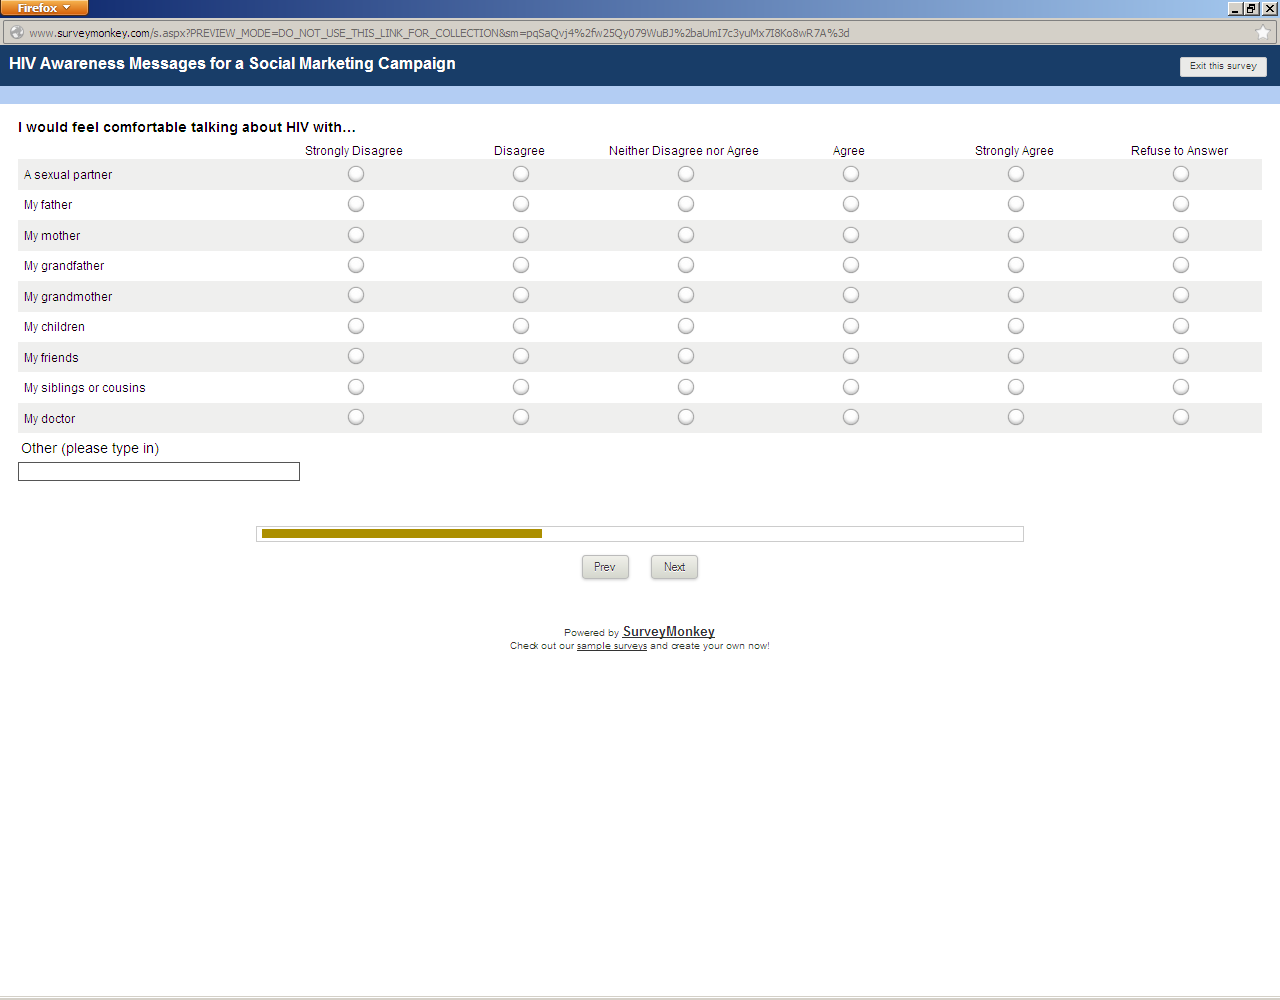 Firefox
www.surveymonkey.com/s.aspx?PREVIEW_MODE=DO_NOT_USE_THIS_LINK_FOR_COLLECTION&sm=pqSaQvj4%2fw25Qy079WuBJ%2baUmI7c3yuMx7I8Ko8wR7A%3d
HIV Awareness Messages for a Social Marketing Campaign
Exit this survey
I would feel comfortable talking about HIV with...
Strongly Disagree Disagree Neither Disagree nor Agree Agree Strongly Agree Refuse to Answer
A sexual partner
My father
My mother
My grandfather
My grandmother
My children
My friends
My siblings or cousins
My doctor
Other (please type in)
Prev Next
Powered by SurveyMonkey
Check out our sample surveys and create your own now!